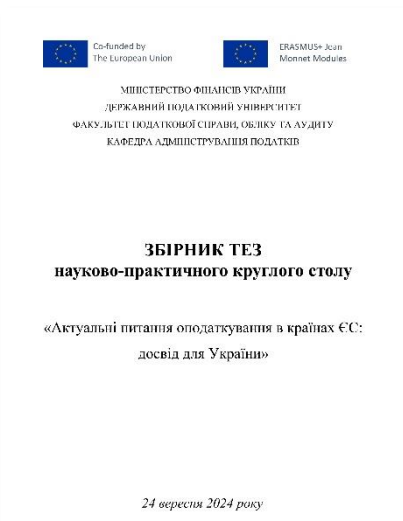 Co-funded by
The European Union
ERASMUS+ Jean
Monnet Modules
МІНІСТЕРСТВО ФІНАНСІВ УКРАЇНИ
ДЕРЖАВНИЙ ПОДАТКОВИЙ УНІВЕРСИТЕТ
ФАКУЛЬТЕТ ПОДАТКОВОЇ СПРАВИ, ОБЛІКУ ТА АУДИТУ
КАФЕДРА АДМІНІСТРУВАННЯ ПОДАТКІВ
ЗБІРНИК ТЕЗ
науково-практичного круглого столу
«Актуальні питання оподаткування в країнах ЄС:
досвід для України»
24 вересня 2024 року